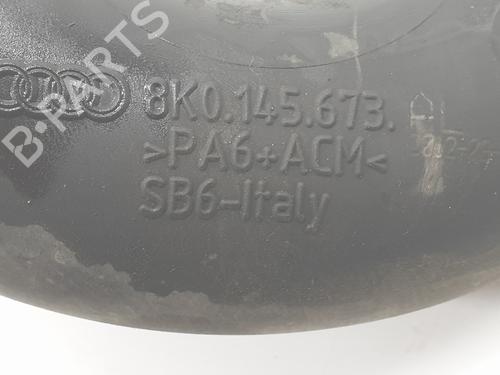 8K0.145.673.
>PA6+ACM<
SB6-Italy
B-PARTS